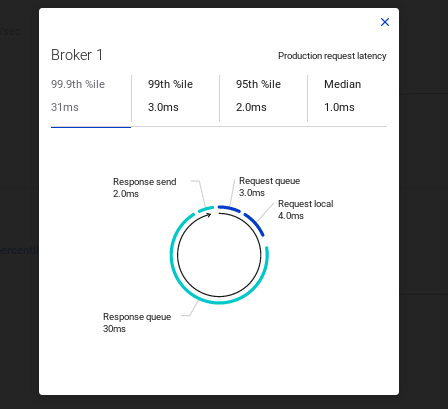 Broker 1
Production request latency
99.9th %ile
99th %ile
95th %ile
Median
31ms
3.0ms
2.0ms
1.0ms
Response send
2.0ms
Request queue
3.0ms
Request local
4.0ms
Response queue
30ms